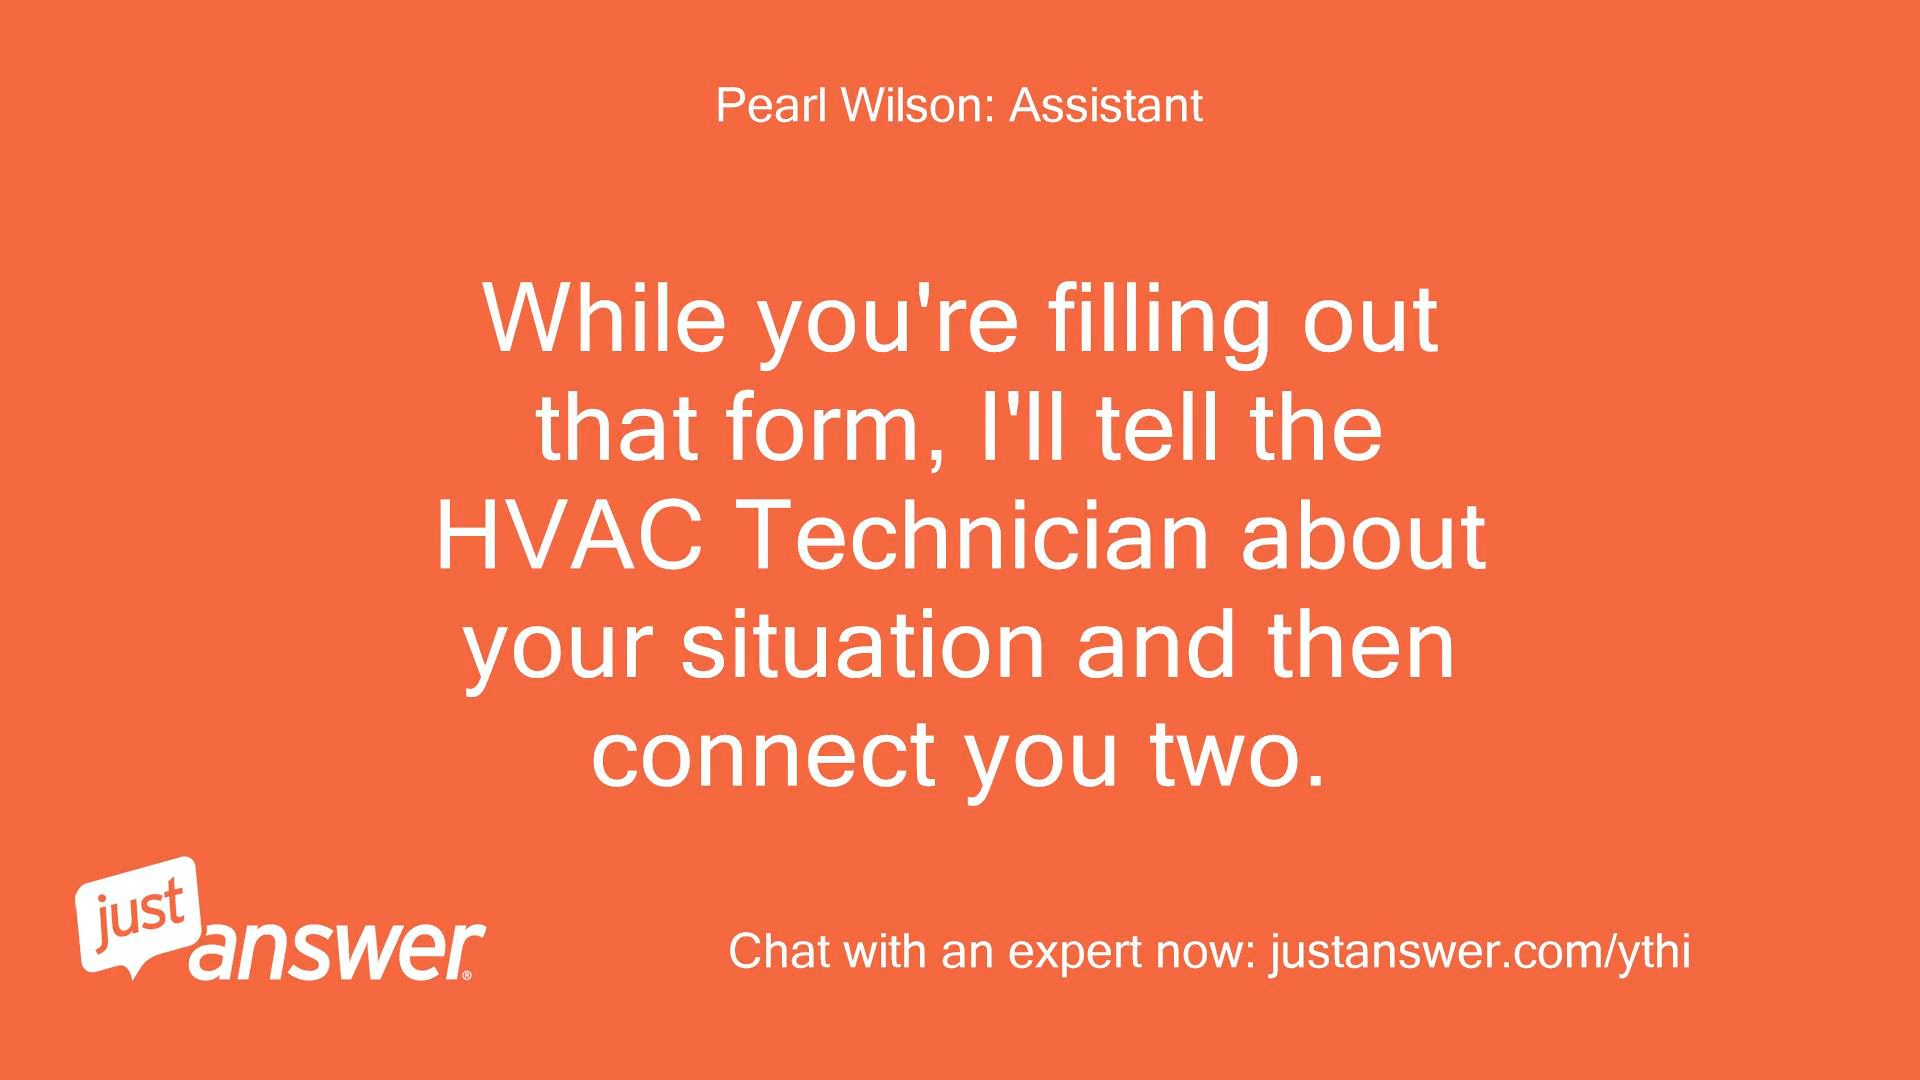 Pearl Wilson: Assistant
While you're filling out
that form, I'll tell the
HVAC Technician about
your situation and then
connect you two.
just
answer®
Chat with an expert now: justanswer.com/ythi